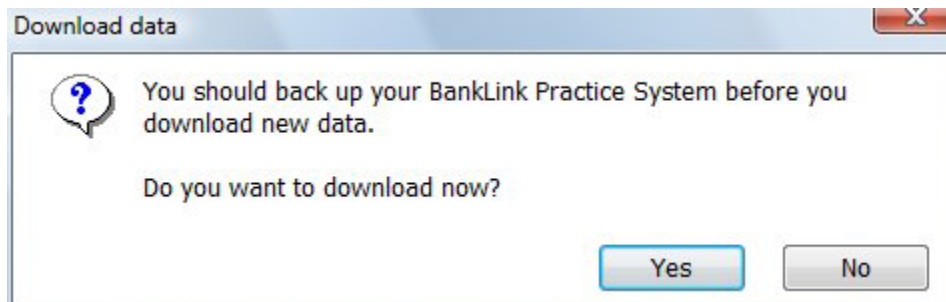 Download data
You should back up your BankLink Practice System before you
download new data.
Do you want to download now?
Yes No